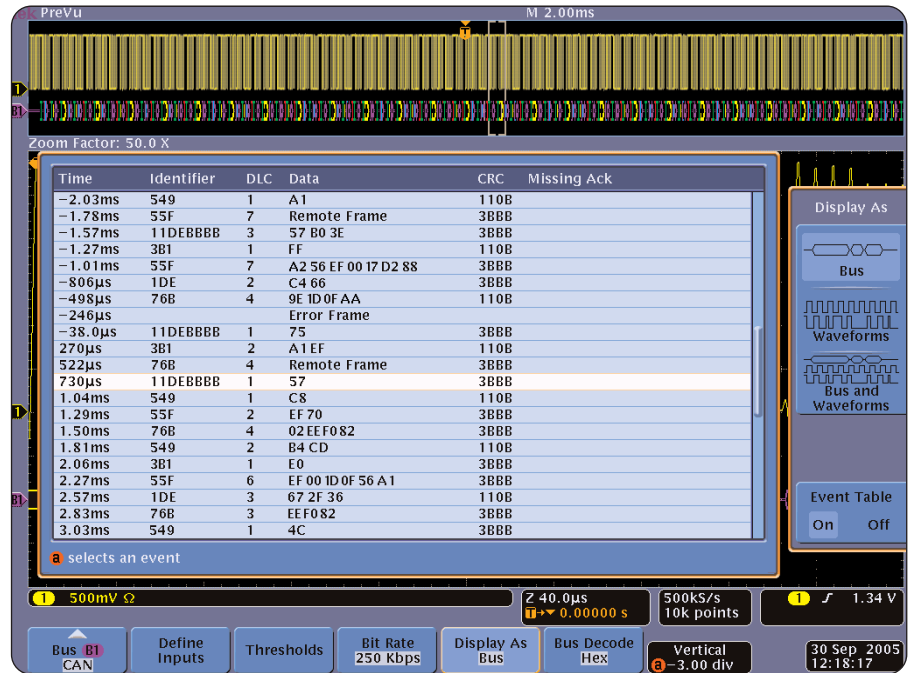 Tek PreVu
M 2.00ms
T
1
B1
Zoom Factor: 50.0 X
Time Identifier DLC Data CRC Missing Ack
−2.03ms 549 1 A1 110B
−1.78ms 55F 7 Remote Frame 3BBB
−1.57ms 11DEBBBB 3 57 B0 3E 3BBB
−1.27ms 3B1 1 FF 110B
−1.01ms 55F 7 A2 56 EF 00 17 D2 88 3BBB
−806µs 1DE 2 C4 66 3BBB
−498µs 76B 4 9E 1D 0F AA 110B
−246µs Error Frame
−38.0µs 11DEBBBB 1 75 3BBB
270µs 3B1 2 A1 EF 110B
522µs 76B 4 Remote Frame 3BBB
730µs 11DEBBBB 1 57 3BBB
1.04ms 549 1 C8 110B
1.29ms 55F 2 EF 70 3BBB
1.50ms 76B 4 02 EE F0 82 3BBB
1.81ms 549 2 B4 CD 110B
2.06ms 3B1 1 E0 3BBB
2.27ms 55F 6 EF 00 1D 0F 56 A1 3BBB
2.57ms 1DE 3 67 2F 36 110B
2.83ms 76B 3 EE F0 82 3BBB
3.03ms 549 1 4C 3BBB
a selects an event
1
B1
Display As
Bus
Waveforms
Bus and
Waveforms
Event Table
On Off
1 500mV Ω
Z 40.0µs
T→▼ 0.00000 s
500kS/s
10k points
1 ƒ 1.34 V
Bus B1
CAN
Define
Inputs
Thresholds
Bit Rate
250 Kbps
Display As
Bus
Bus Decode
Hex
Vertical
a −3.00 div
30 Sep 2005
12:18:17